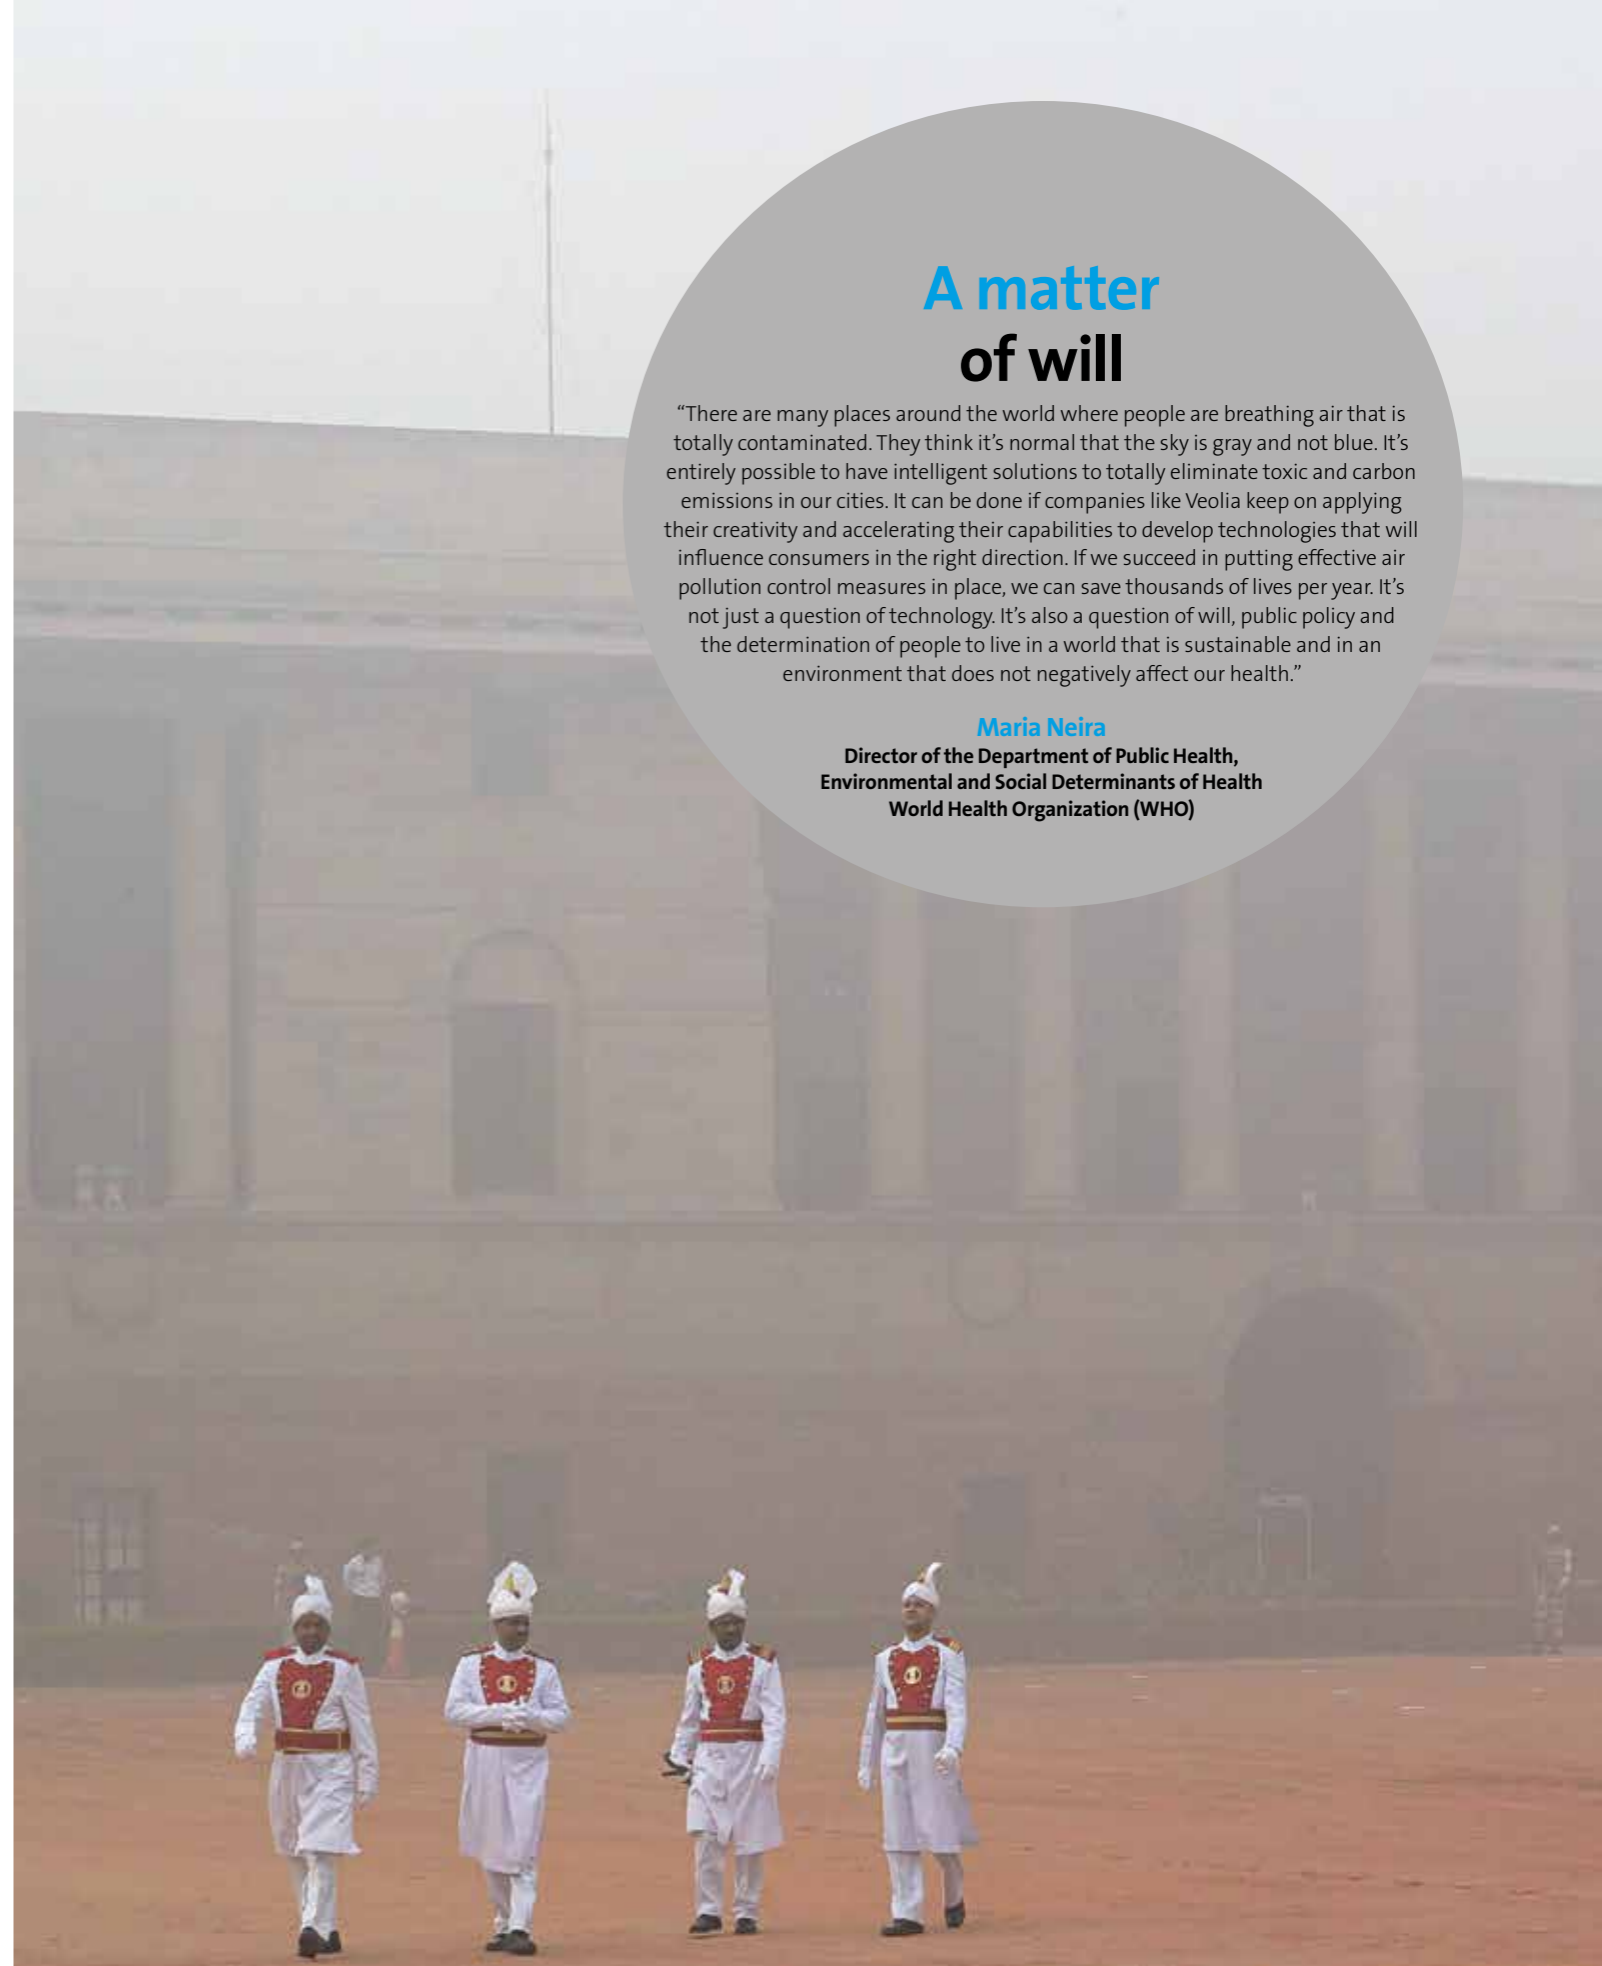 A matter
of will
“There are many places around the world where people are breathing air that is
totally contaminated. They think it’s normal that the sky is gray and not blue. It’s
entirely possible to have intelligent solutions to totally eliminate toxic and carbon
emissions in our cities. It can be done if companies like Veolia keep on applying
their creativity and accelerating their capabilities to develop technologies that will
influence consumers in the right direction. If we succeed in putting effective air
pollution control measures in place, we can save thousands of lives per year. It’s
not just a question of technology. It’s also a question of will, public policy and
the determination of people to live in a world that is sustainable and in an
environment that does not negatively affect our health.”
Maria Neira
Director of the Department of Public Health,
Environmental and Social Determinants of Health
World Health Organization (WHO)